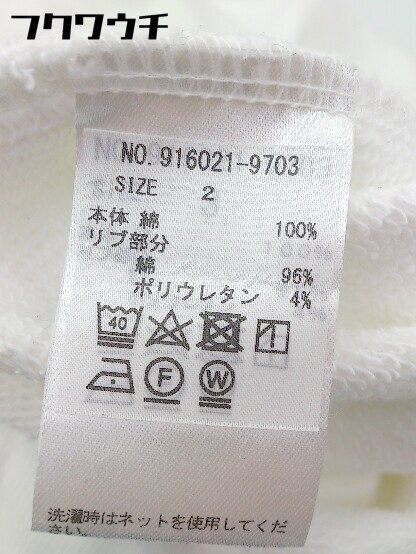 フクウウチ
NO. 916021-9703
SIZE 2
本体 綿 100%
リブ部分
綿 96%
ポリウレタン 4%
40
F W
洗濯時はネットを使用してくだ
さい。